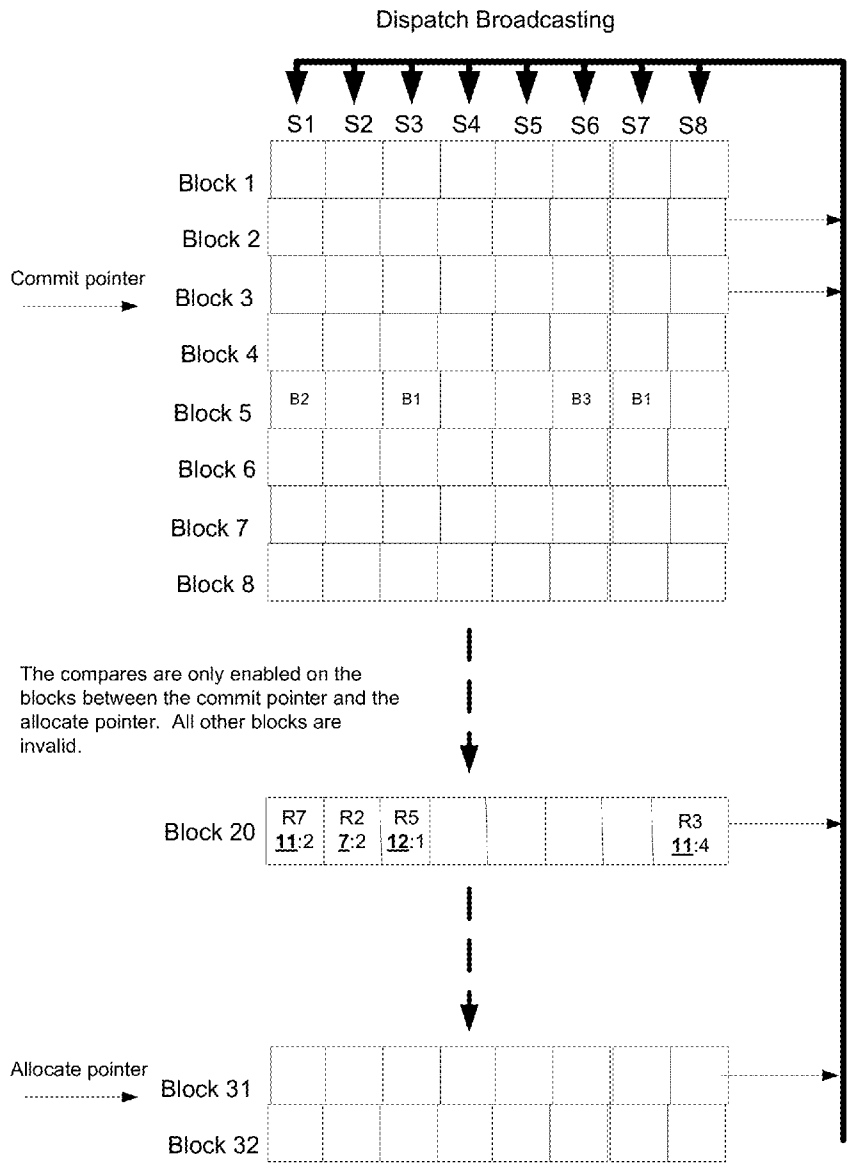 Dispatch Broadcasting
S1 S2 S3 S4 S5 S6 S7 S8
Block 1
Block 2
Commit pointer
Block 3
Block 4
Block 5 B2 B1 B3 B1
Block 6
Block 7
Block 8
The compares are only enabled on the
blocks between the commit pointer and the
allocate pointer. All other blocks are
invalid.
Block 20
R7 R2 R5 R3
11:2 7:2 12:1 11:4
Allocate pointer
Block 31
Block 32